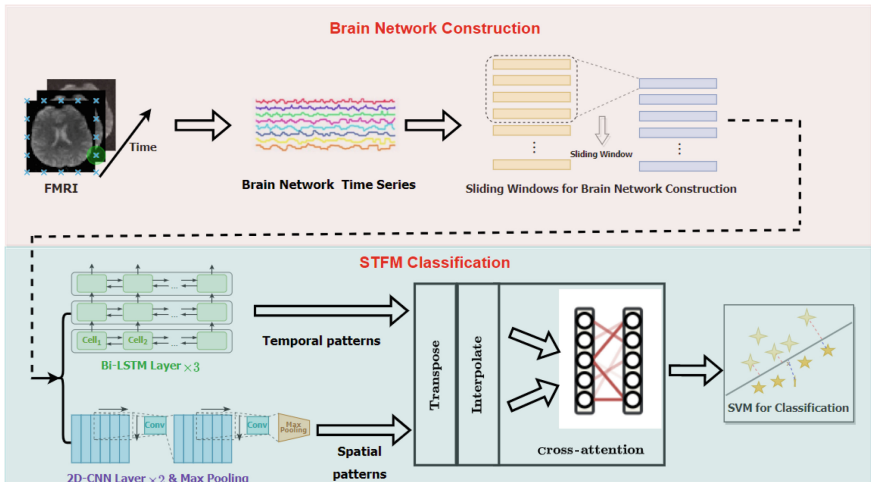 Brain Network Construction
Time
FMRI
Brain Network Time Series
Sliding Window
Sliding Windows for Brain Network Construction
STFM Classification
Cell1 Cell2 ...
Bi-LSTM Layer ×3
Temporal patterns
Conv
Conv
Max
Pooling
2D-CNN Layer ×2 & Max Pooling
Spatial
patterns
Transpose
Interpolate
Cross-attention
SVM for Classification